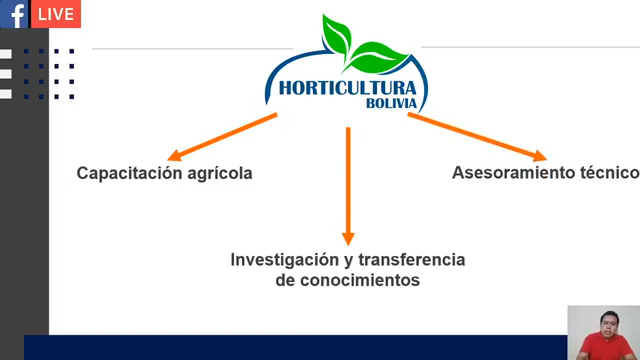 LIVE
HORTICULTURA
BOLIVIA
Capacitación agrícola
Asesoramiento técnico
Investigación y transferencia
de conocimientos